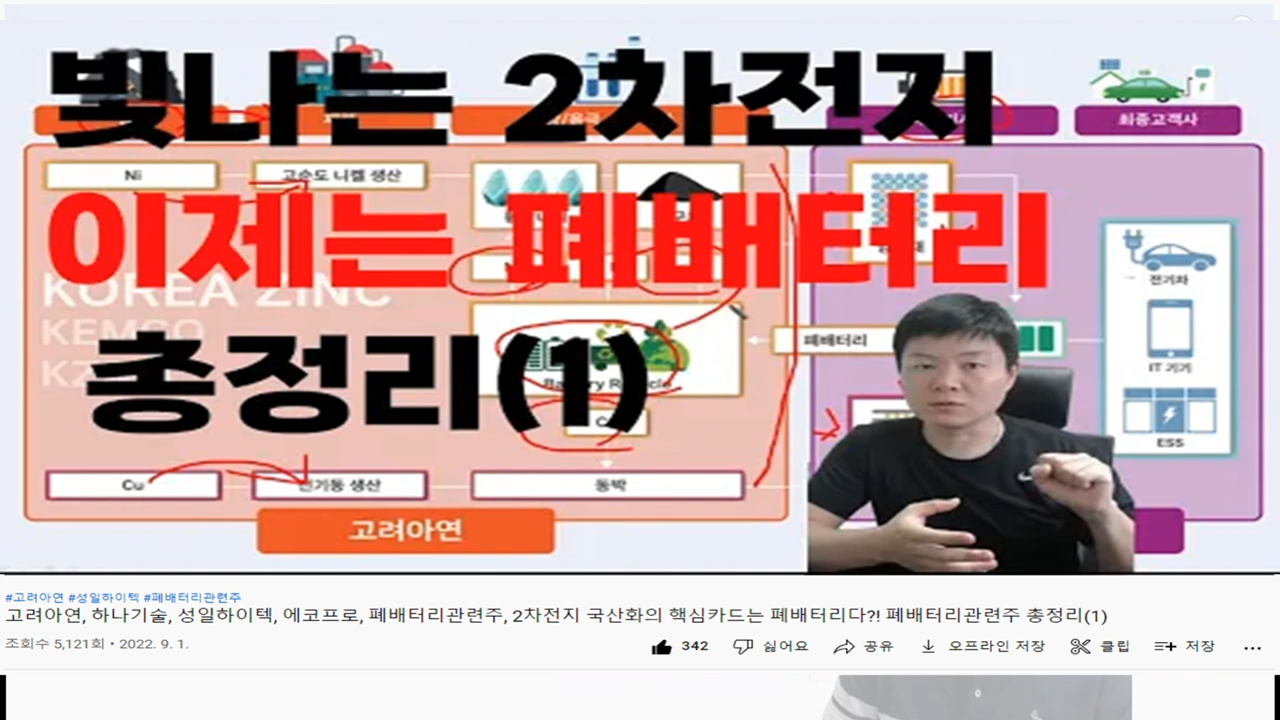 빛나는 2차전지
최종고객사
Ni
고순도 니켈 생산
이제는 폐배터리
KOREA ZINC
KEMCO
전기차
총정리(1)
폐배터리
IT 기기
ESS
Cu
전기동 생산
동박
고려아연
#고려아연 #성일하이텍 #폐배터리관련주
고려아연, 하나기술, 성일하이텍, 에코프로, 폐배터리관련주, 2차전지 국산화의 핵심카드는 폐배터리다?! 폐배터리관련주 총정리(1)
조회수 5,121회 • 2022. 9. 1.
342
싫어요
공유
오프라인 저장
클립
저장